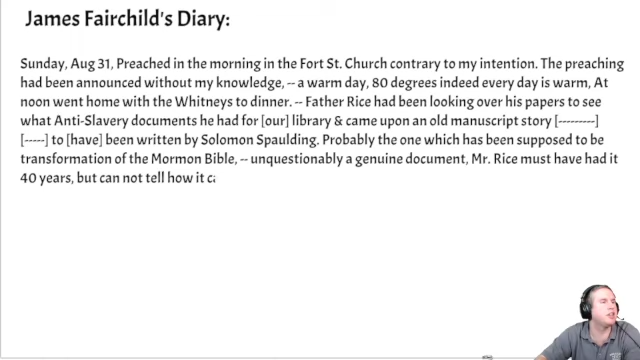 James Fairchild's Diary:
Sunday, Aug 31, Preached in the morning in the Fort St. Church contrary to my intention. The preaching
had been announced without my knowledge, -- a warm day, 80 degrees indeed every day is warm, At
noon went home with the Whitneys to dinner. -- Father Rice had been looking over his papers to see
what Anti-Slavery documents he had for [our] library & came upon an old manuscript story [---------]
[-----] to [have] been written by Solomon Spaulding. Probably the one which has been supposed to be
transformation of the Mormon Bible, -- unquestionably a genuine document, Mr. Rice must have had it
40 years, but can not tell how it c